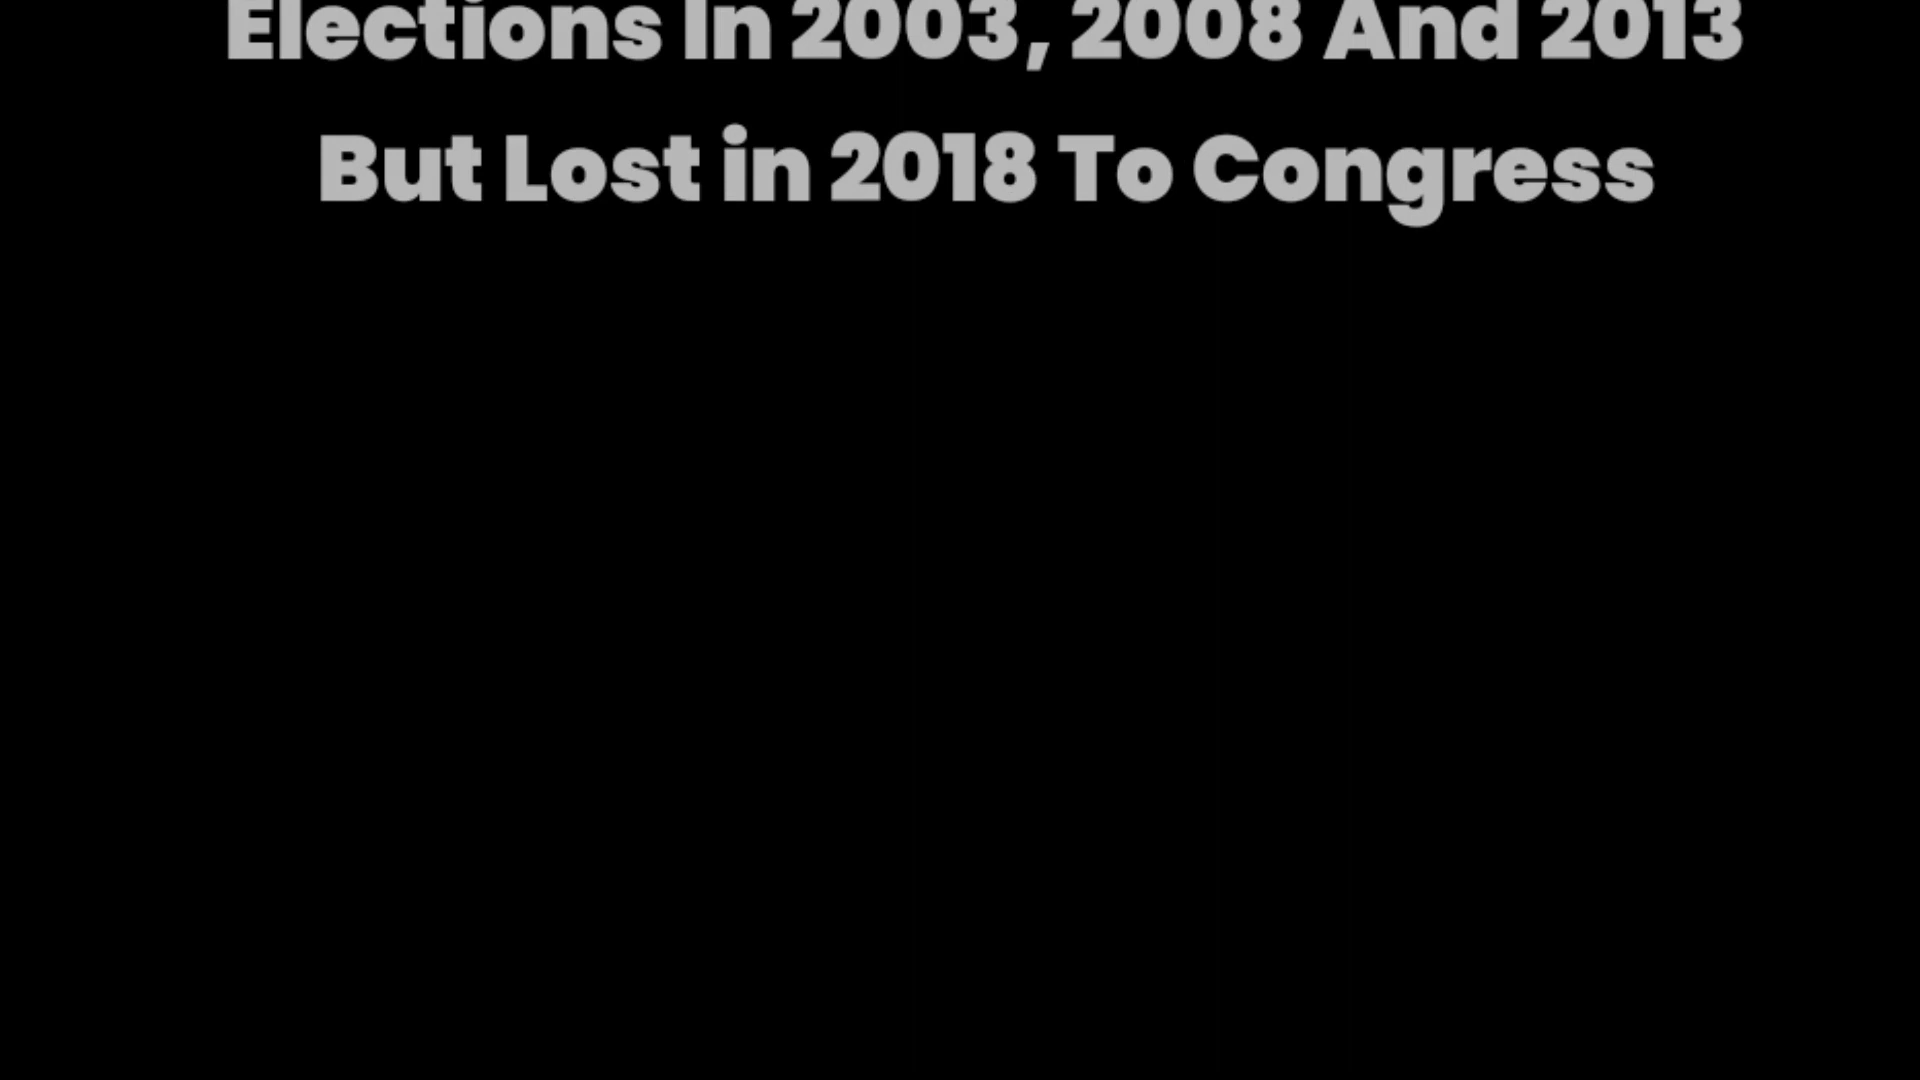 Elections In 2003, 2008 And 2013
But Lost in 2018 To Congress